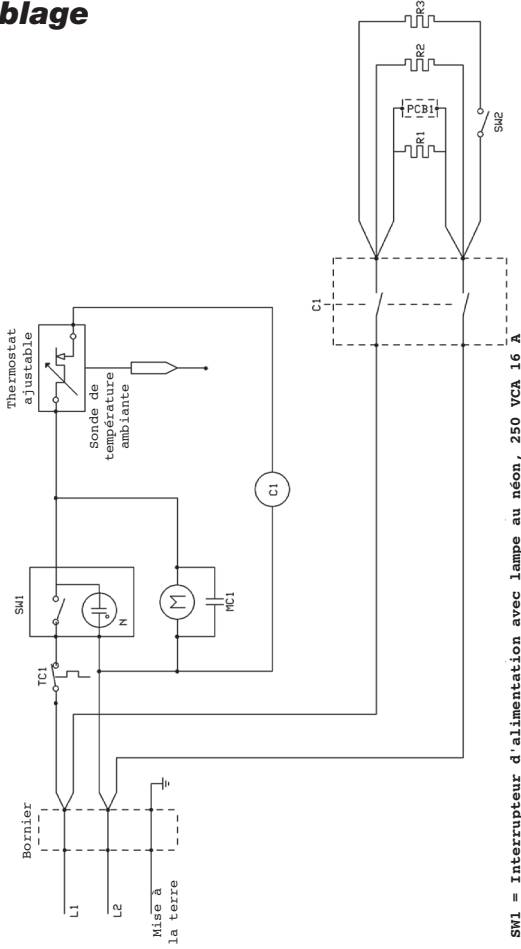 blage
R3
R2
PCB1
R1
SW2
C1
Thermostat
ajustable
Sonde de
température
ambiante
C1
SW1
N
M
MC1
TC1
Bornier
L1
L2
Mise à
la terre
SW1 = Interrupteur d'alimentation avec lampe au néon, 250 VCA 16 A